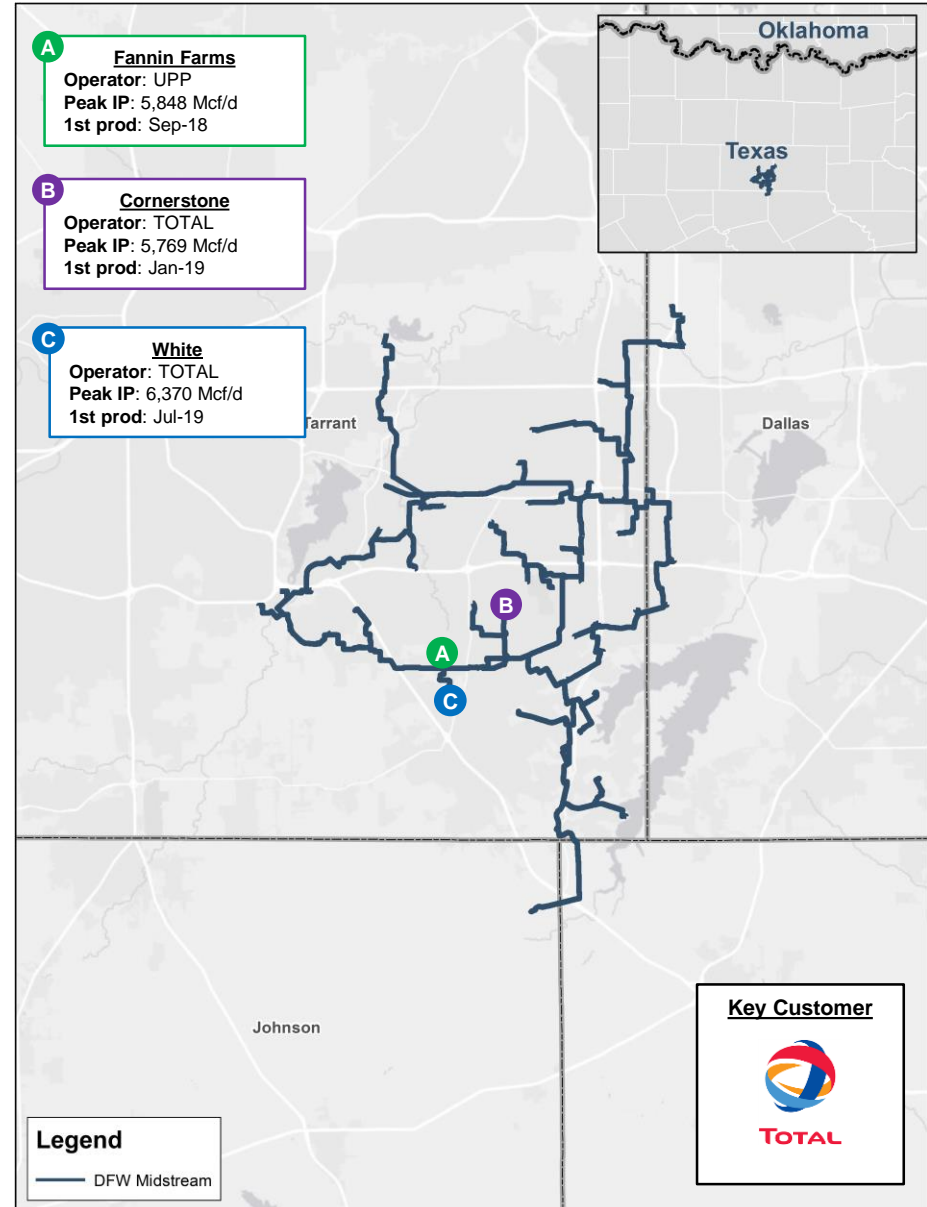 A
Fannin Farms
Operator: UPP
Peak IP: 5,848 Mcf/d
1st prod: Sep-18
B
Cornerstone
Operator: TOTAL
Peak IP: 5,769 Mcf/d
1st prod: Jan-19
C
White
Operator: TOTAL
Peak IP: 6,370 Mcf/d
1st prod: Jul-19
Oklahoma
Texas
Tarrant
Dallas
B
A
C
Johnson
Key Customer
TOTAL
Legend
DFW Midstream